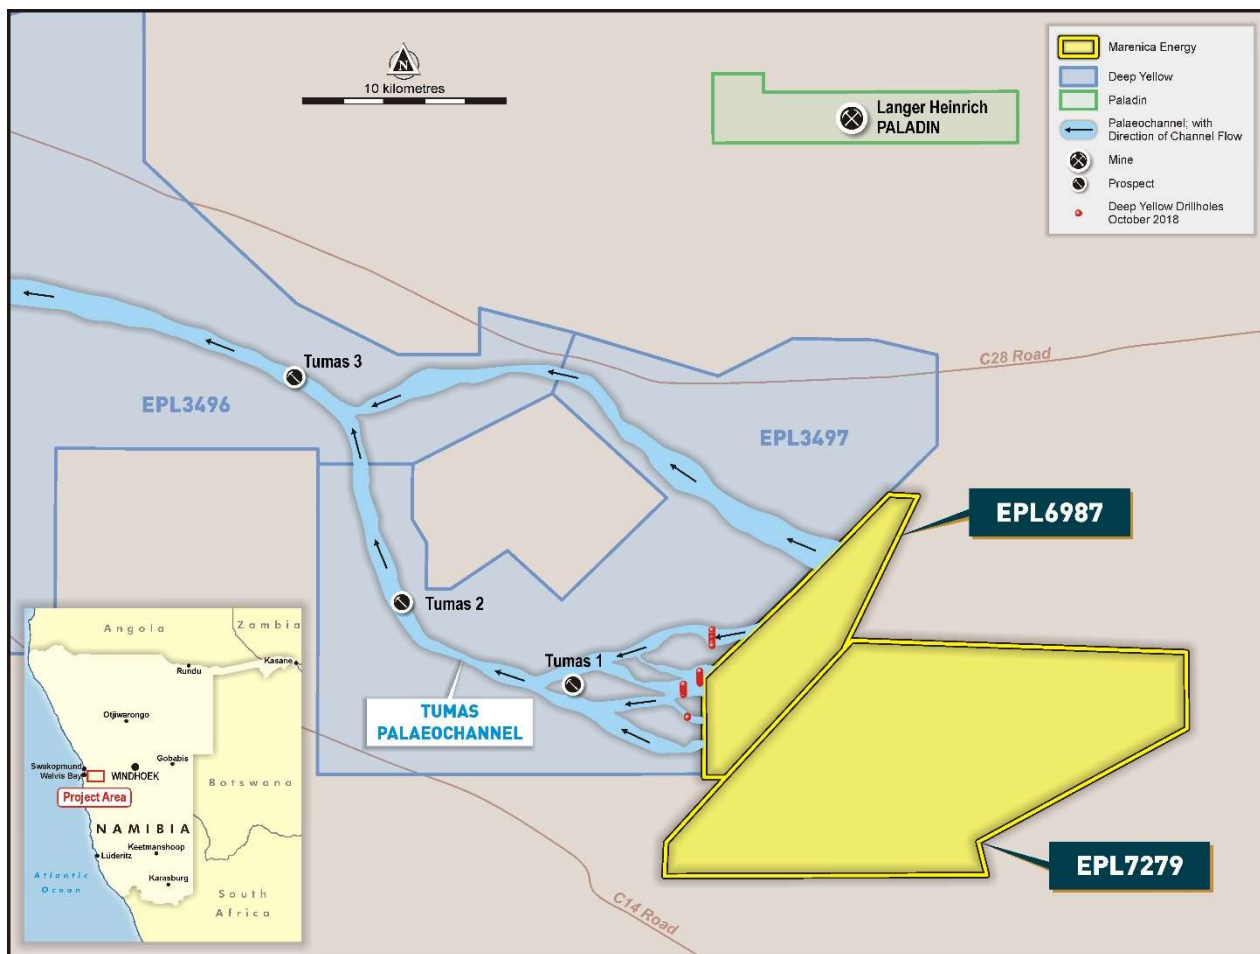 N
10 kilometres
Langer Heinrich
PALADIN
Marenica Energy
Deep Yellow
Paladin
Palaeochannel; with
Direction of Channel Flow
Mine
Prospect
Deep Yellow Drillholes
October 2018
Tumas 3
C28 Road
EPL3496
EPL3497
EPL6987
Tumas 2
Tumas 1
TUMAS
PALAEOCHANNEL
EPL7279
C14 Road
Angola
Zambia
Rundu
Kasane
Otjiwarongo
Gobabis
Swakopmund
Walvis Bay
WINDHOEK
Botswana
Project Area
NAMIBIA
Keetmanshoop
Lüderitz
Atlantic
Ocean
Karasburg
South
Africa